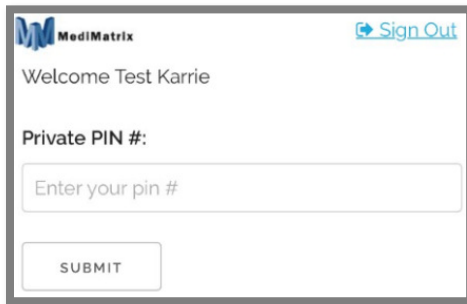 MediMatrix
Sign Out
Welcome Test Karrie
Private PIN #:
Enter your pin #
SUBMIT